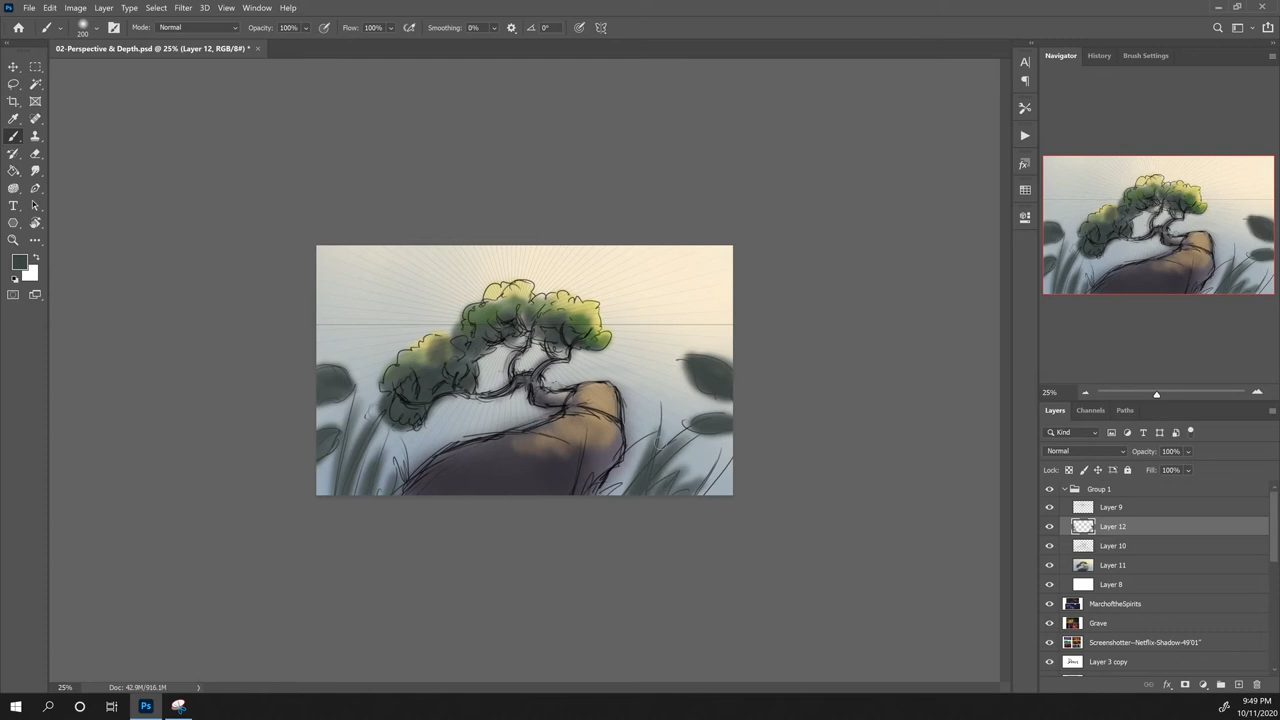 File Edit Image Layer Type Select Filter 3D View Window Help
200 Mode: Normal Opacity: 100% Flow: 100% Smoothing: 0% 0°
02-Perspective & Depth.psd @ 25% (Layer 12, RGB/8#) * ×
Navigator History Brush Settings
25%
Layers Channels Paths
Kind
Normal Opacity: 100%
Lock: Fill: 100%
Group 1
Layer 9
Layer 12
Layer 10
Layer 11
Layer 8
MarchoftheSpirits
Grave
Screenshotter--Netflix-Shadow-49'01"
Layer 3 copy
25% Doc: 42.9M/916.1M
Ps
9:49 PM
10/11/2020